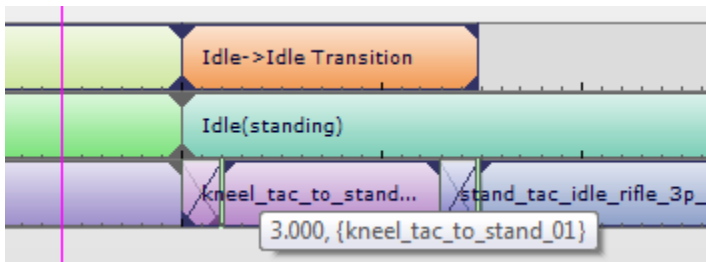 Idle->Idle Transition
Idle(standing)
kneel_tac_to_stand... stand_tac_idle_rifle_3p_
3.000, {kneel_tac_to_stand_01}